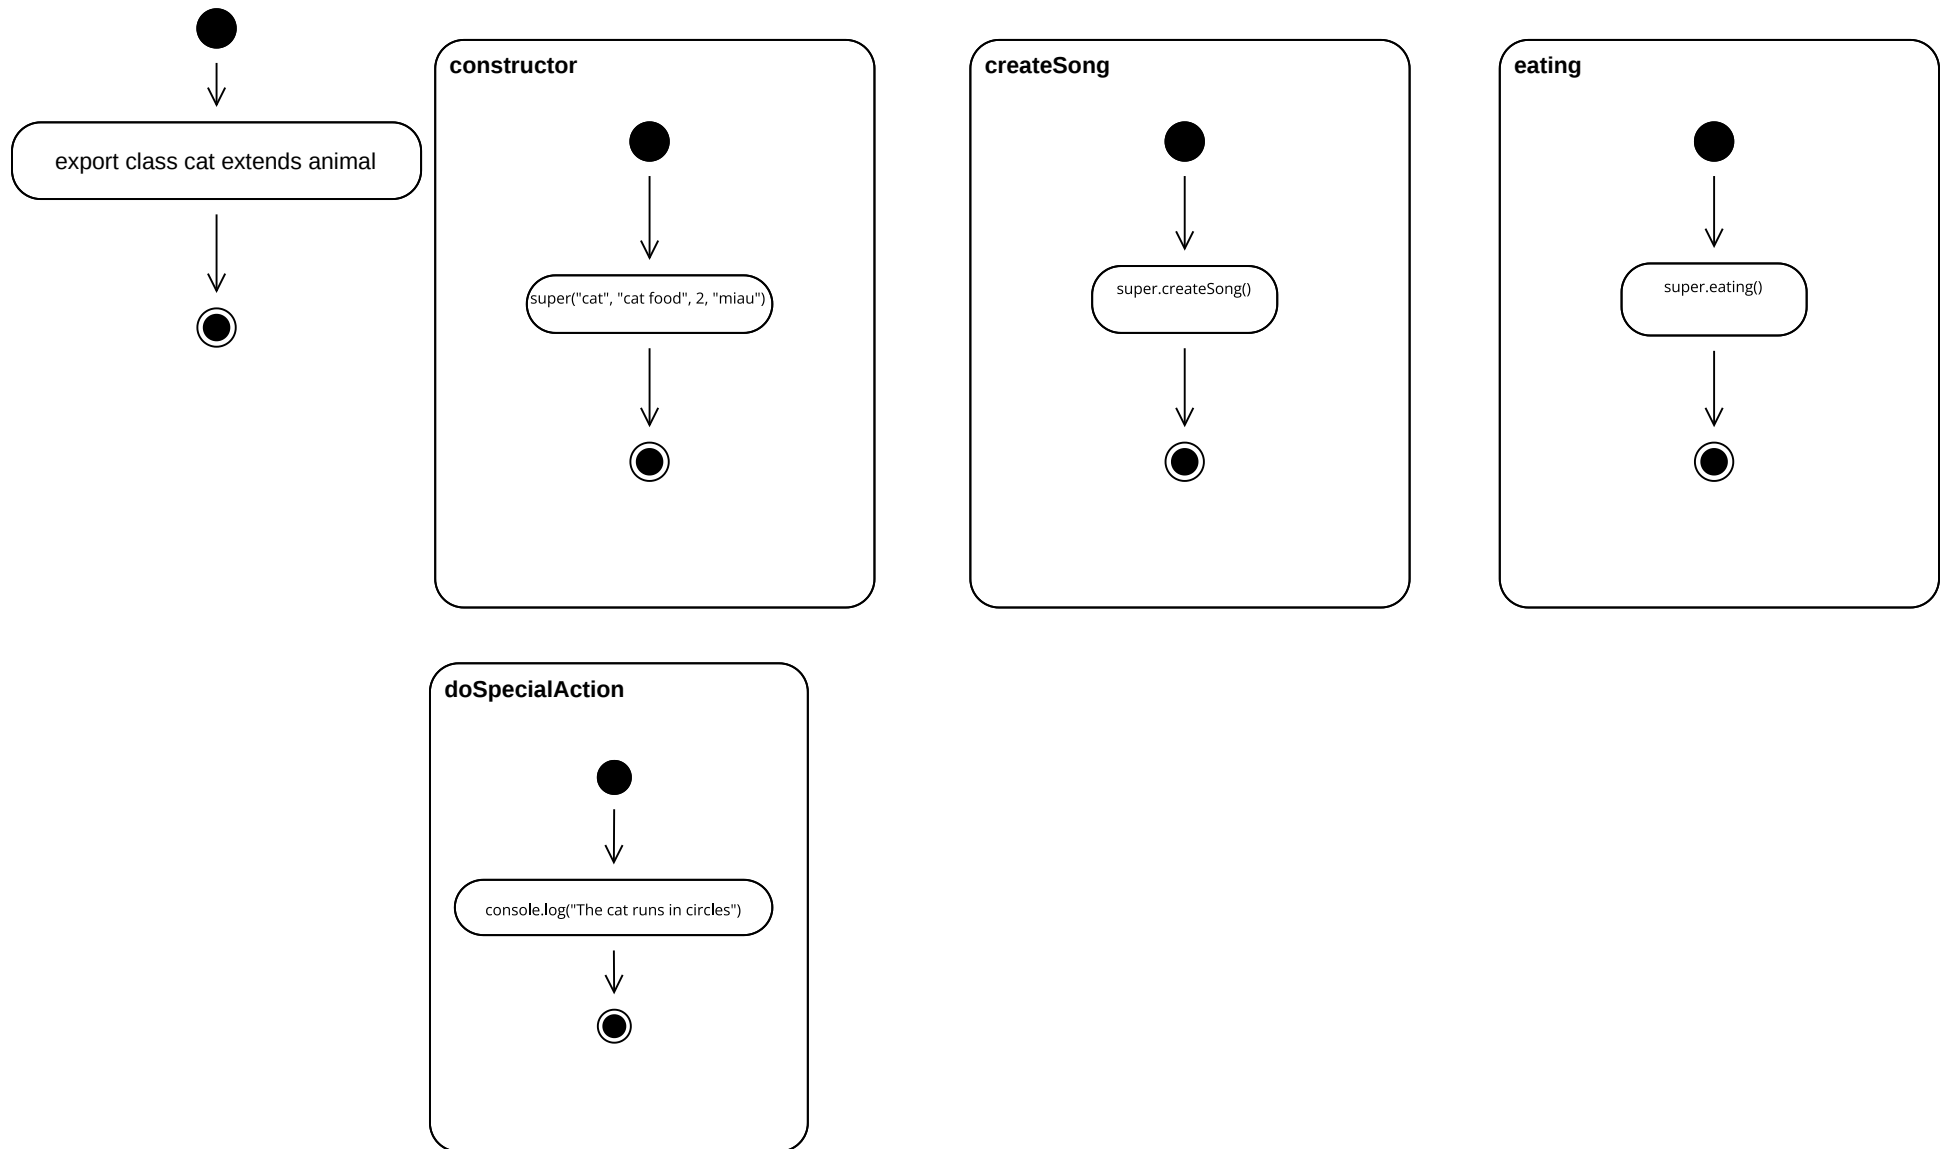 export class cat extends animal
constructor
super("cat", "cat food", 2, "miau")
createSong
super.createSong()
eating
super.eating()
doSpecialAction
console.log("The cat runs in circles")